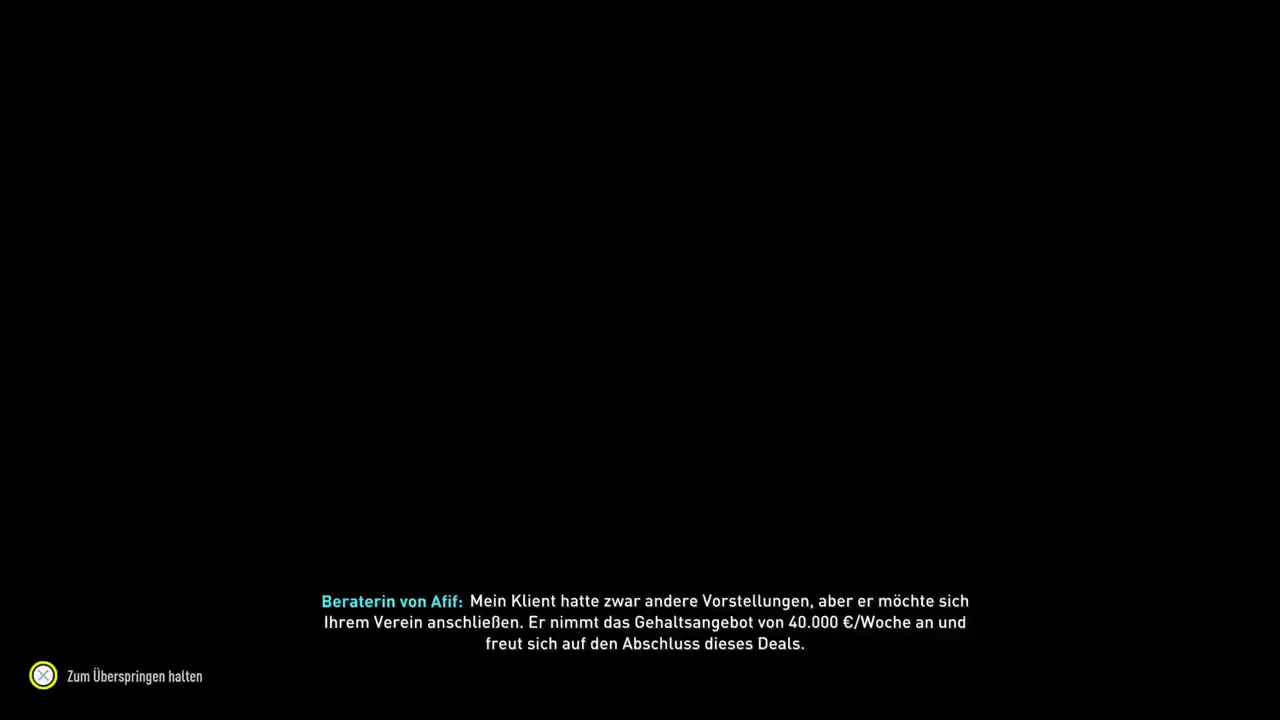 Beraterin von Afif: Mein Klient hatte zwar andere Vorstellungen, aber er möchte sich
Ihrem Verein anschließen. Er nimmt das Gehaltsangebot von 40.000 €/Woche an und
freut sich auf den Abschluss dieses Deals.
Zum Überspringen halten